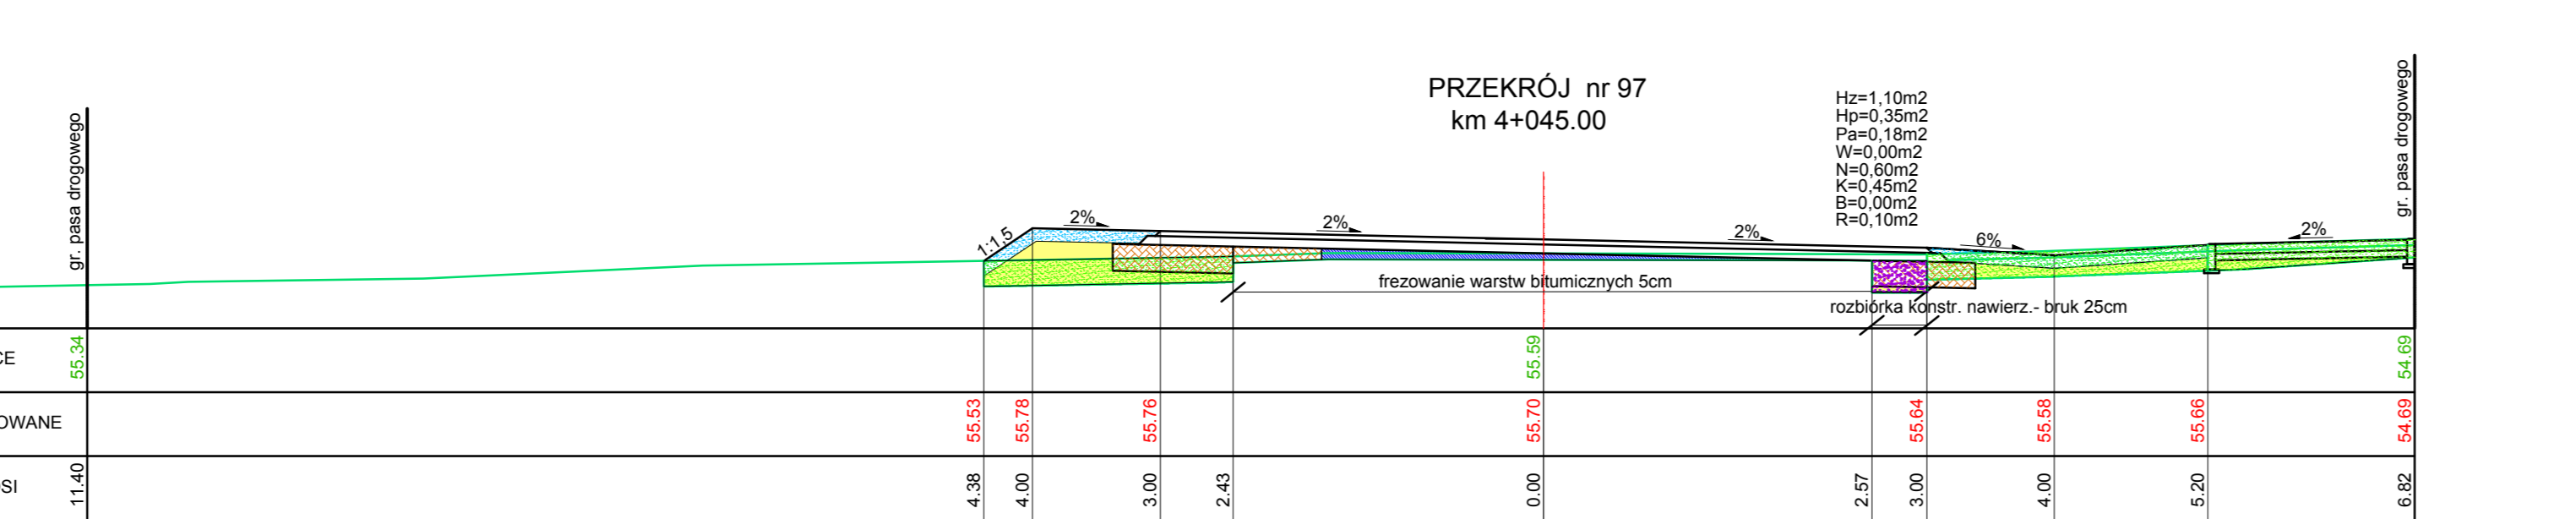 PRZEKRÓJ nr 97
km 4+045.00
Hz=1,10m2
Hp=0,35m2
Pa=0,18m2
W=0,00m2
N=0,60m2
K=0,45m2
B=0,00m2
R=0,10m2
gr. pasa drogowego
gr. pasa drogowego
1:1,5
2%
2%
2%
6%
2%
frezowanie warstw bitumicznych 5cm
rozbiórka konstr. nawierz.- bruk 25cm
CE 55.34 55.59 54.69
OWANE 55.53 55.78 55.76 55.70 55.64 55.58 55.66 54.69
OSI 11.40 4.38 4.00 3.00 2.43 0.00 2.57 3.00 4.00 5.20 6.82